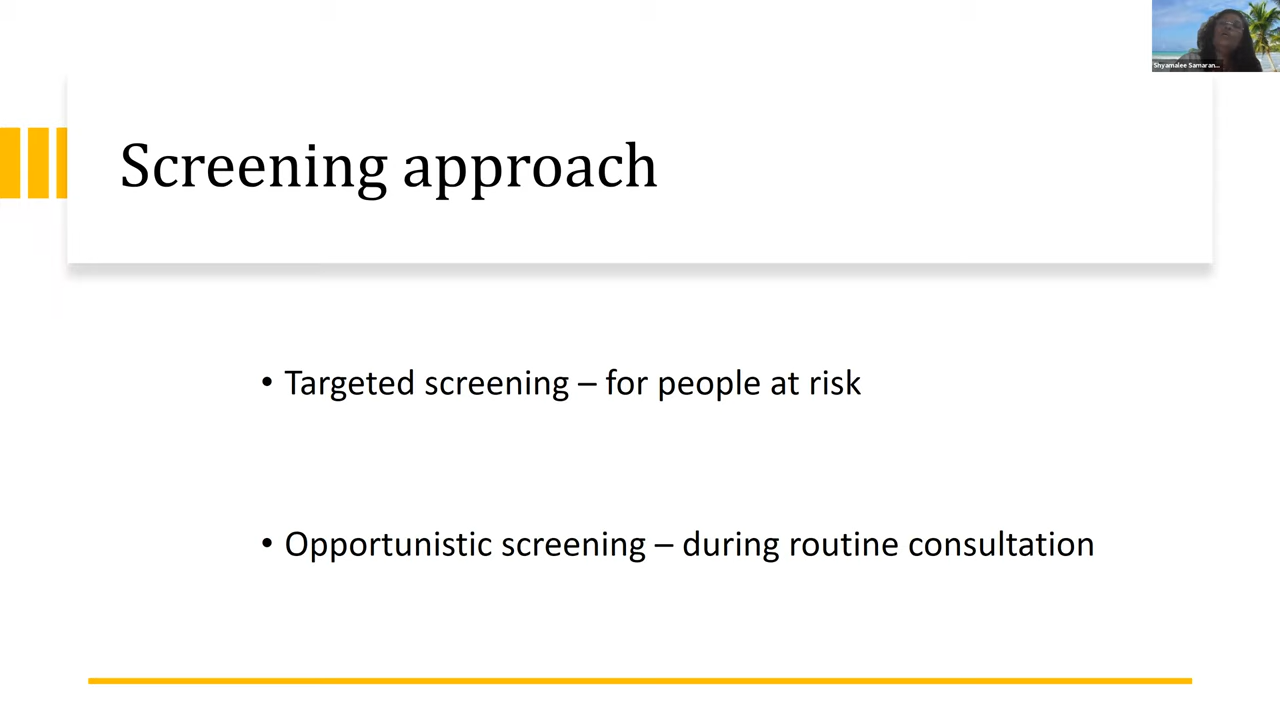 Shyamalee Samaran...
Screening approach
• Targeted screening – for people at risk
• Opportunistic screening – during routine consultation